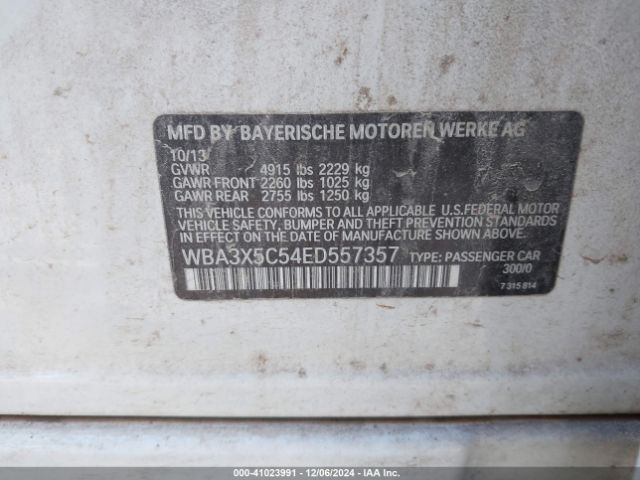 MFD BY BAYERISCHE MOTOREN WERKE AG
10/13
GVWR 4915 lbs 2229 kg
GAWR FRONT 2260 lbs 1025 kg
GAWR REAR 2755 lbs 1250 kg
THIS VEHICLE CONFORMS TO ALL APPLICABLE U.S.FEDERAL MOTOR
VEHICLE SAFETY, BUMPER, AND THEFT PREVENTION STANDARDS
IN EFFECT ON THE DATE OF MANUFACTURE SHOWN ABOVE.
WBA3X5C54ED557357 TYPE: PASSENGER CAR
300/0
7 315 814
000-41023991 - 12/06/2024 - IAA Inc.